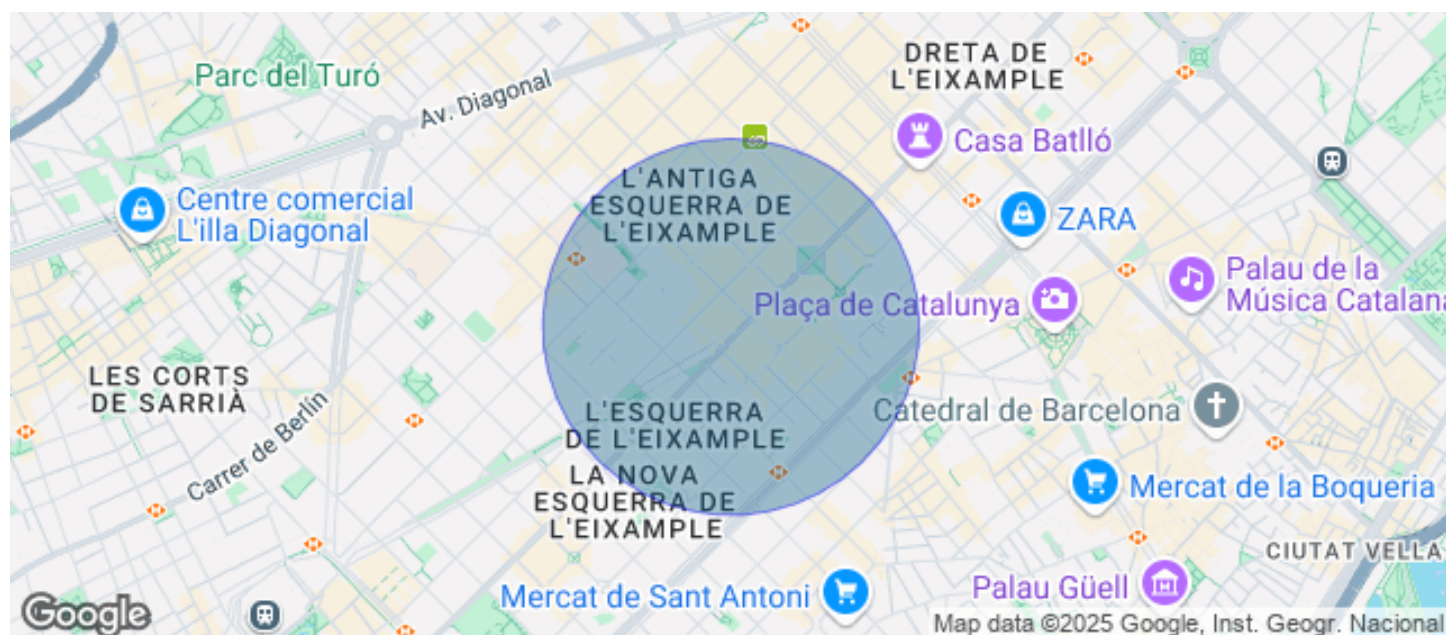 DRETA DE
L'EIXAMPLE
Parc del Turó
Av. Diagonal
Casa Batlló
L'ANTIGA
ESQUERRA DE
L'EIXAMPLE
Centre comercial
L'illa Diagonal
ZARA
Palau de la
Música Catalana
Plaça de Catalunya
LES CORTS
DE SARRIÀ
Carrer de Berlín
L'ESQUERRA
DE L'EIXAMPLE
Catedral de Barcelona
LA NOVA
ESQUERRA DE
L'EIXAMPLE
Mercat de la Boqueria
CIUTAT VELLA
Mercat de Sant Antoni
Palau Güell
Google
Map data ©2025 Google, Inst. Geogr. Nacional